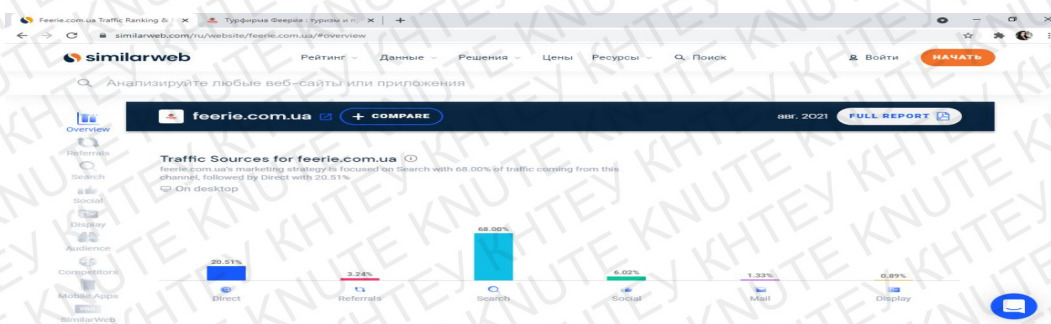 Feerie.com.ua Traffic Ranking &
Турфирма Феерия : туризм и п
similarweb.com/ru/website/feerie.com.ua/#overview
similarweb
Рейтинг
Данные
Решения
Цены
Ресурсы
Поиск
Войти
НАЧАТЬ
Анализируйте любые веб-сайты или приложения
feerie.com.ua
+ COMPARE
авг. 2021
FULL REPORT
Overview
Referrals
Search
Social
Display
Audience
Competitors
Mobile Apps
SimilarWeb
Traffic Sources for feerie.com.ua
feerie.com.ua's marketing strategy is focused on Search with 68.00% of traffic coming from this
channel, followed by Direct with 20.51%
On desktop
20.51%
3.24%
68.00%
6.02%
1.33%
0.89%
Direct
Referrals
Search
Social
Mail
Display
KNUTEY